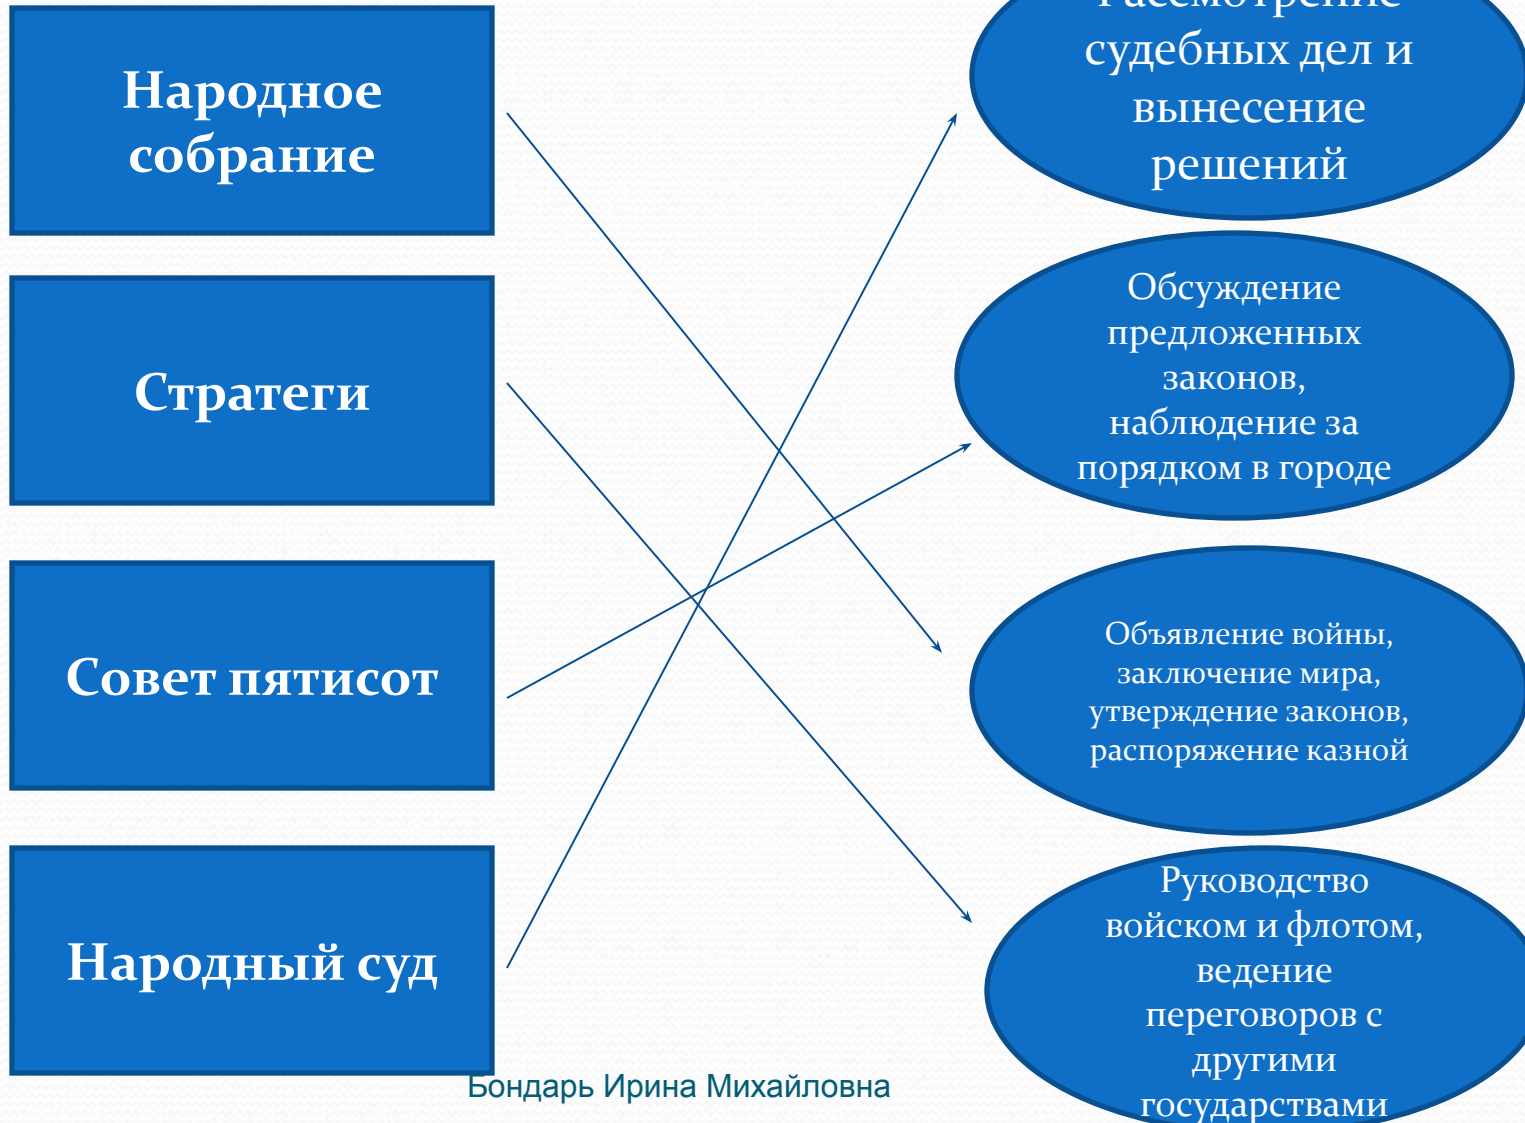 Народное
собрание
Стратеги
Совет пятисот
Народный суд
Рассмотрение
судебных дел и
вынесение
решений
Обсуждение
предложенных
законов,
наблюдение за
порядком в городе
Объявление войны,
заключение мира,
утверждение законов,
распоряжение казной
Руководство
войском и флотом,
ведение
переговоров с
другими
государствами
Бондарь Ирина Михайловна